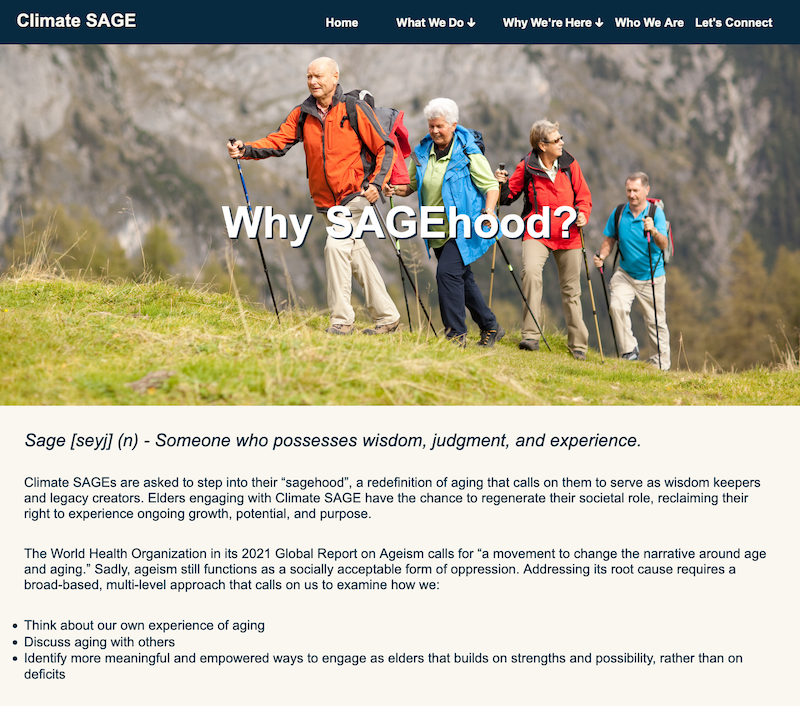 Climate SAGE
Home What We Do ↓ Why We're Here ↓ Who We Are Let's Connect
Why SAGEhood?
Sage [seyj] (n) - Someone who possesses wisdom, judgment, and experience.
Climate SAGEs are asked to step into their “sagehood”, a redefinition of aging that calls on them to serve as wisdom keepers
and legacy creators. Elders engaging with Climate SAGE have the chance to regenerate their societal role, reclaiming their
right to experience ongoing growth, potential, and purpose.
The World Health Organization in its 2021 Global Report on Ageism calls for “a movement to change the narrative around age
and aging.” Sadly, ageism still functions as a socially acceptable form of oppression. Addressing its root cause requires a
broad-based, multi-level approach that calls on us to examine how we:
• Think about our own experience of aging
• Discuss aging with others
• Identify more meaningful and empowered ways to engage as elders that builds on strengths and possibility, rather than on
deficits